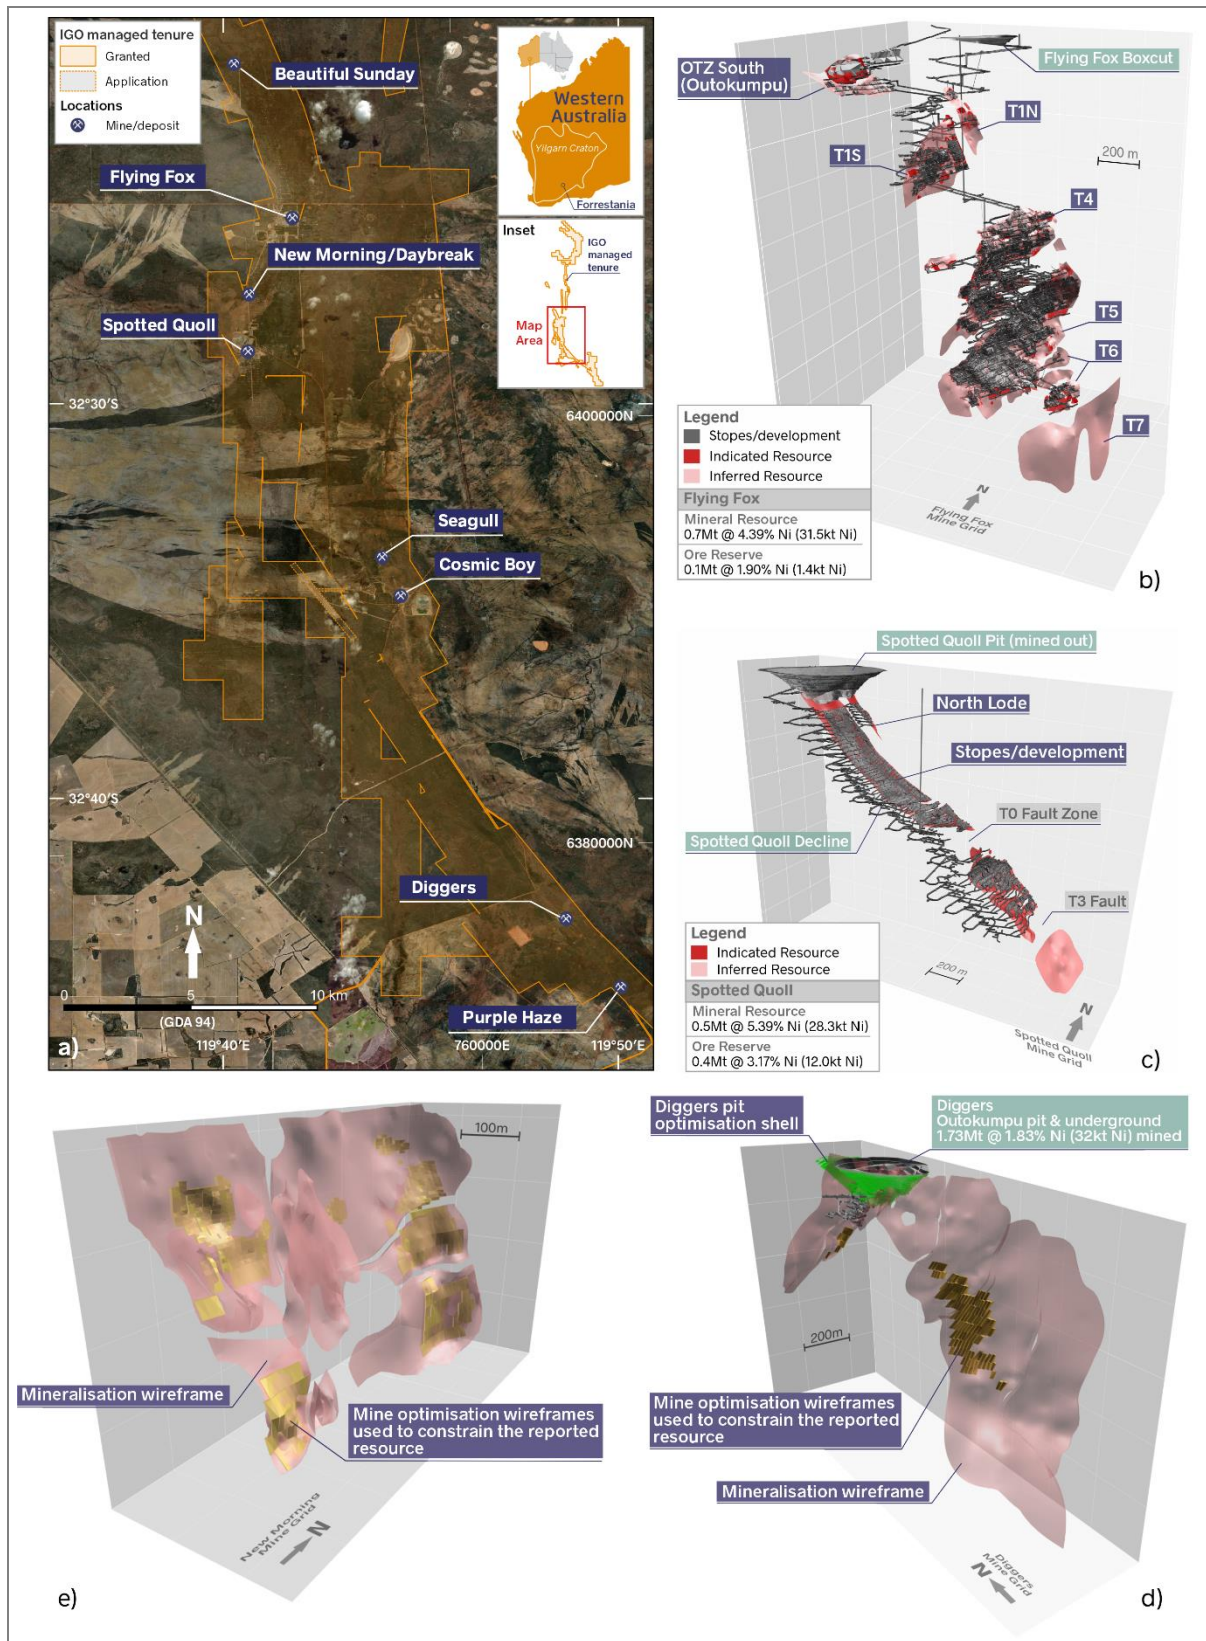 IGO managed tenure
Granted
Application
Locations
Mine/deposit
Beautiful Sunday
Flying Fox
New Morning/Daybreak
Spotted Quoll
Western
Australia
Yilgarn Craton
Forrestania
Inset
IGO
managed
tenure
Map
Area
32°30'S
6400000N
Seagull
Cosmic Boy
32°40'S
6380000N
Diggers
N
0
5
10 km
(GDA 94)
Purple Haze
a)
119°40'E
760000E
119°50'E
OTZ South
(Outokumpu)
Flying Fox Boxcut
T1N
T1S
200 m
T4
T5
T6
T7
Legend
Stopes/development
Indicated Resource
Inferred Resource
Flying Fox
Mineral Resource
0.7Mt @ 4.39% Ni (31.5kt Ni)
Ore Reserve
0.1Mt @ 1.90% Ni (1.4kt Ni)
N
Flying Fox
Mine Grid
b)
Spotted Quoll Pit (mined out)
North Lode
Stopes/development
T0 Fault Zone
Spotted Quoll Decline
T3 Fault
Legend
Indicated Resource
Inferred Resource
Spotted Quoll
Mineral Resource
0.5Mt @ 5.39% Ni (28.3kt Ni)
Ore Reserve
0.4Mt @ 3.17% Ni (12.0kt Ni)
200 m
N
Spotted Quoll
Mine Grid
c)
100m
Mineralisation wireframe
Mine optimisation wireframes
used to constrain the reported
resource
New Morning
Mine Grid
N
e)
Diggers pit
optimisation shell
Diggers
Outokumpu pit & underground
1.73Mt @ 1.83% Ni (32kt Ni) mined
200m
Mine optimisation wireframes
used to constrain the reported
resource
Mineralisation wireframe
Diggers
Mine Grid
N
d)